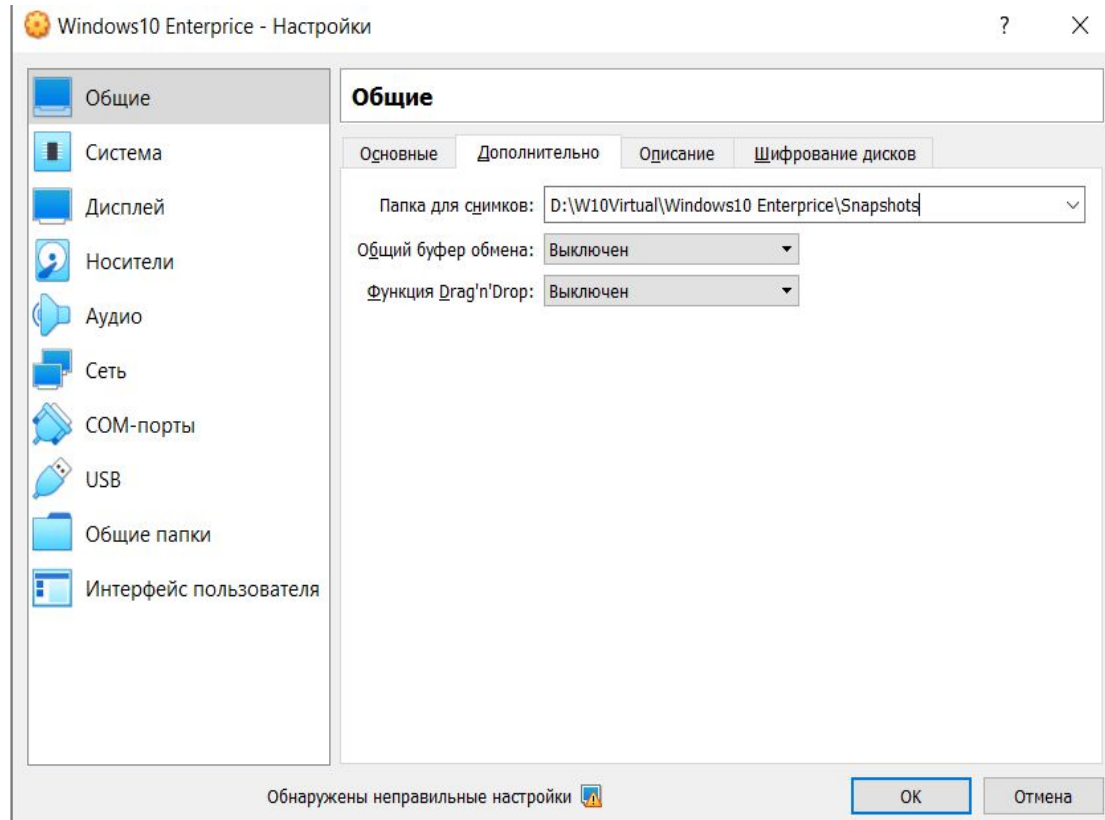 Windows10 Enterprice - Настройки
Общие
Система
Дисплей
Носители
Аудио
Сеть
COM-порты
USB
Общие папки
Интерфейс пользователя
Общие
Основные Дополнительно Описание Шифрование дисков
Папка для снимков: D:\W10Virtual\Windows10 Enterprice\Snapshots
Общий буфер обмена: Выключен
Функция Drag'n'Drop: Выключен
Обнаружены неправильные настройки
OK Отмена